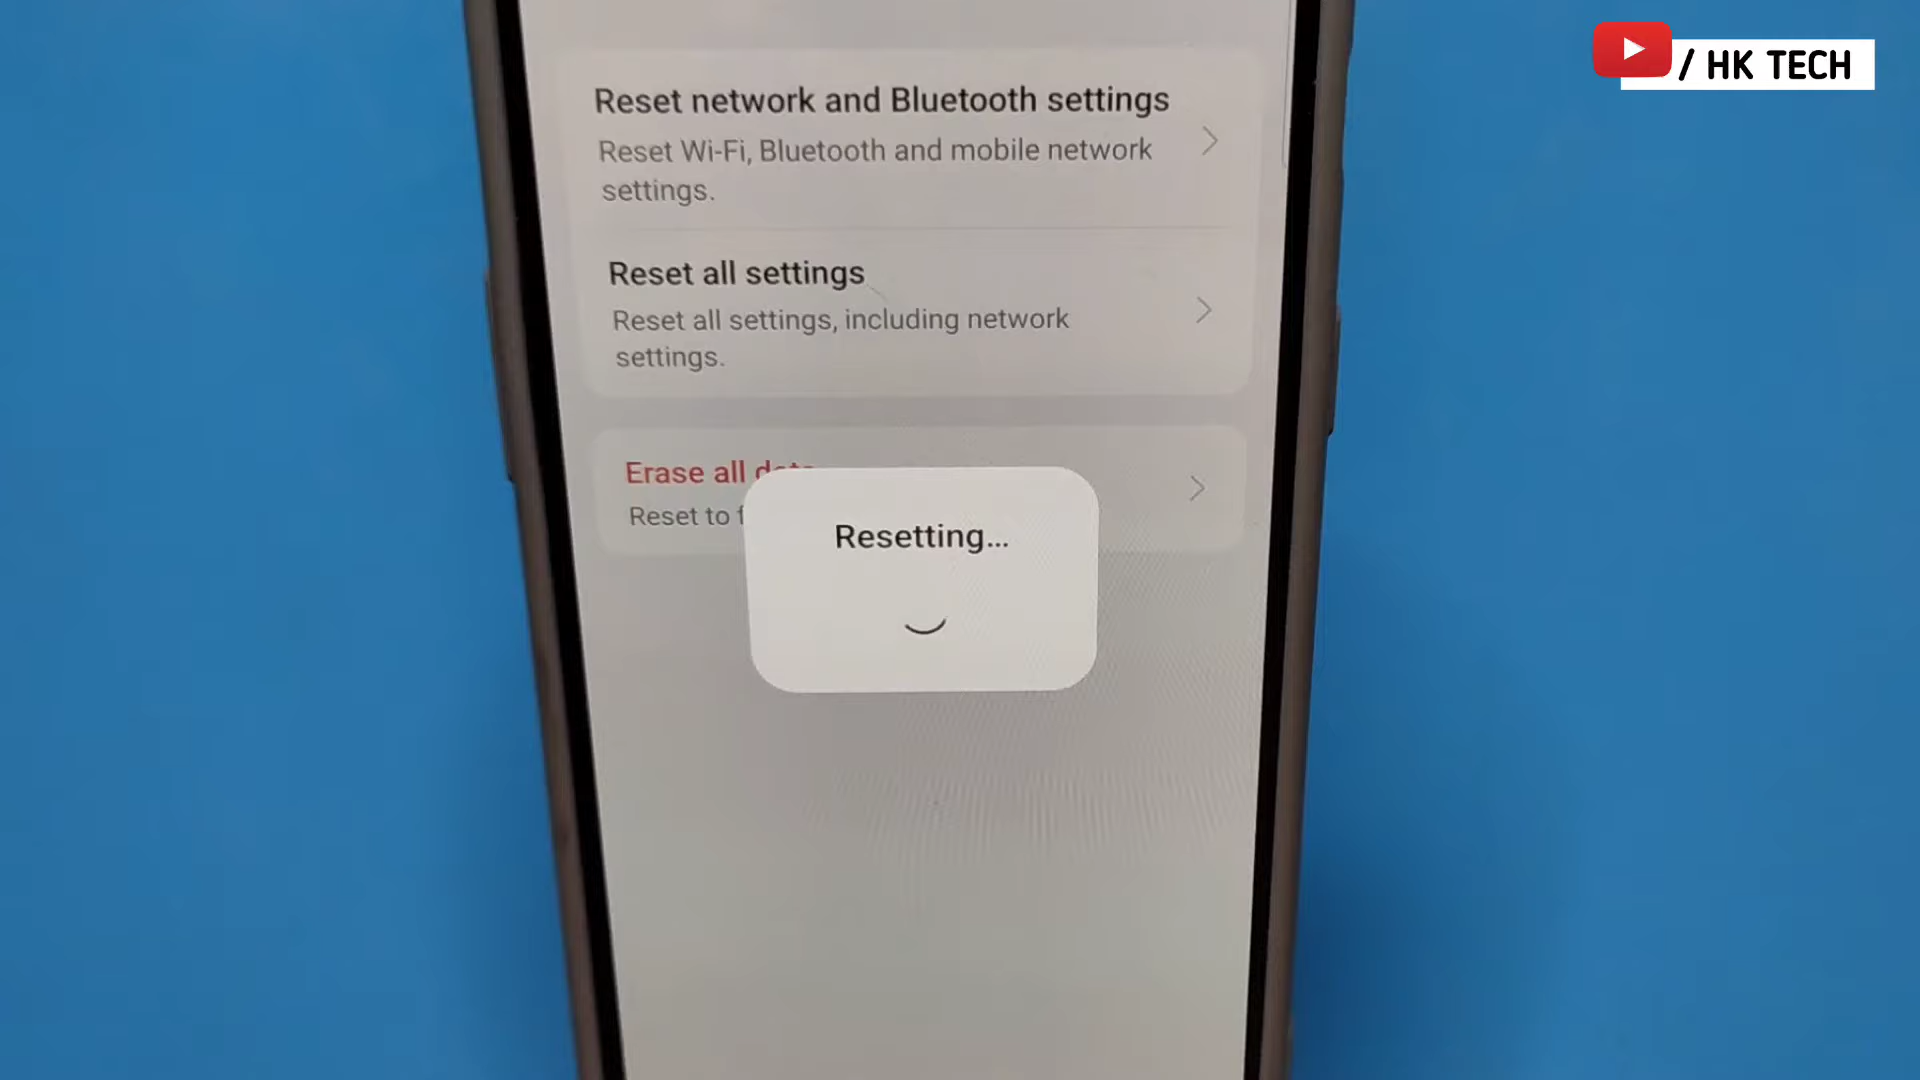 / HK TECH
Reset network and Bluetooth settings
Reset Wi-Fi, Bluetooth and mobile network
settings.
Reset all settings
Reset all settings, including network
settings.
Erase all
Reset to
Resetting...